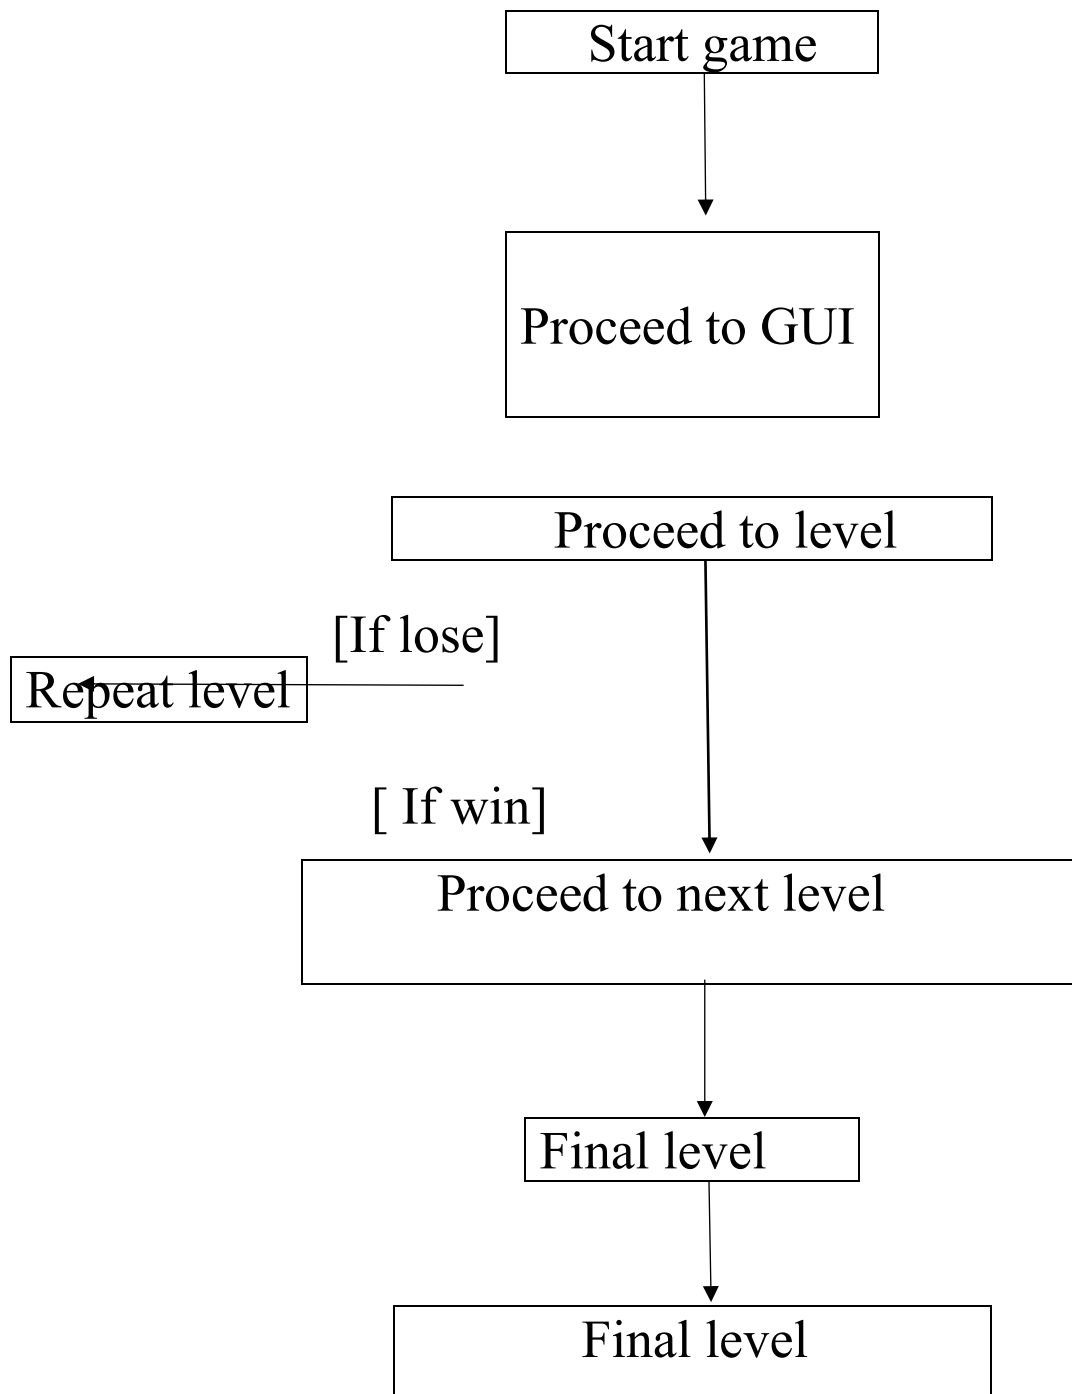 Start game
Proceed to GUI
Proceed to level
[If lose]
Repeat level
[ If win]
Proceed to next level
Final level
Final level